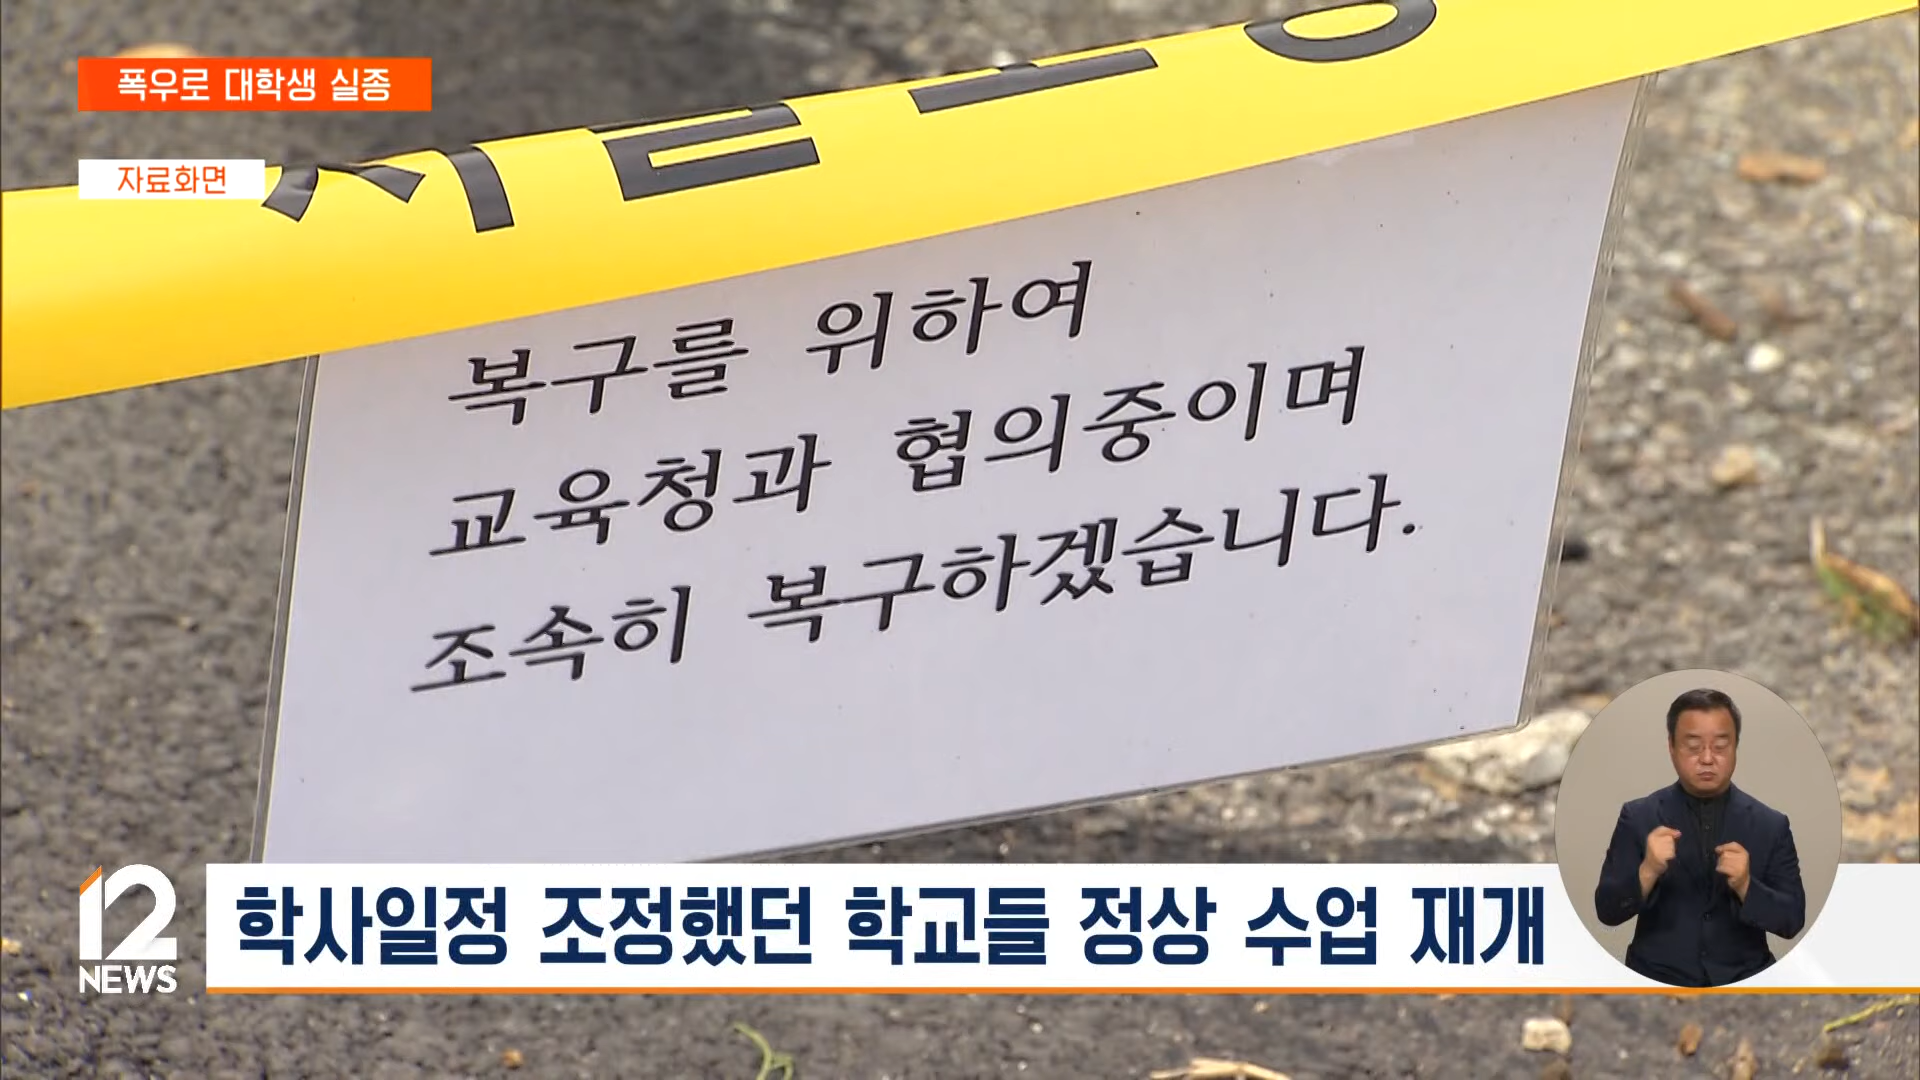 폭우로 대학생 실종
자료화면
복구를 위하여
교육청과 협의중이며
조속히 복구하겠습니다.
12
NEWS
학사일정 조정했던 학교들 정상 수업 재개